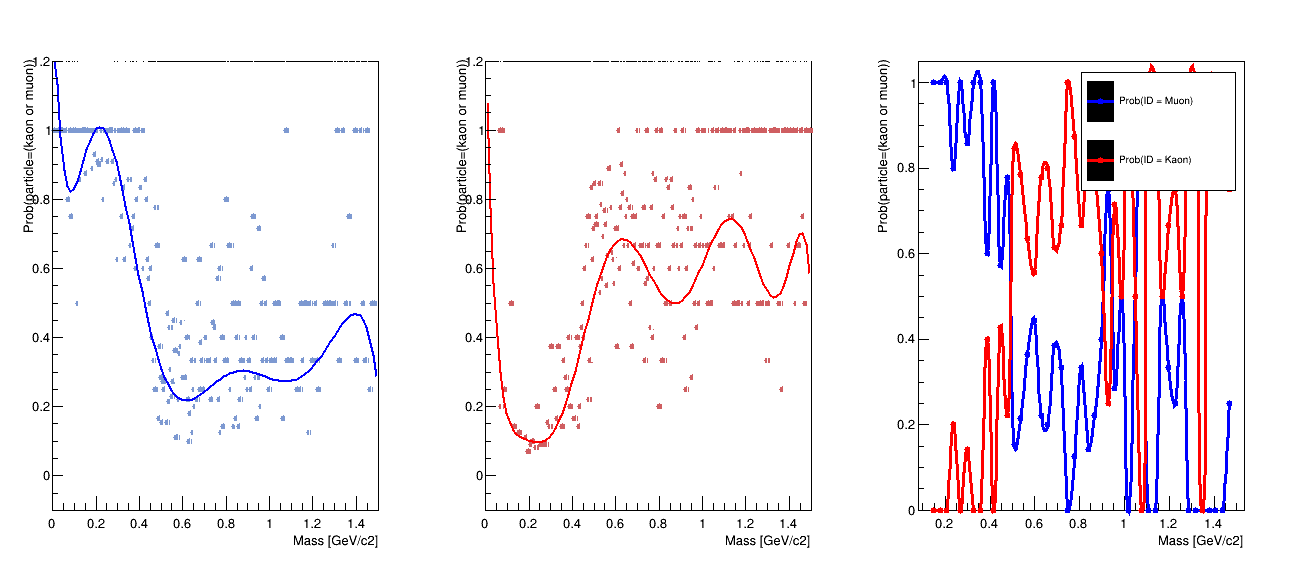 Prob(particle=(kaon or muon))
1.2
1
0.8
0.6
0.4
0.2
0
0 0.2 0.4 0.6 0.8 1 1.2 1.4
Mass [GeV/c2]
Prob(particle=(kaon or muon))
1.2
1
0.8
0.6
0.4
0.2
0
0 0.2 0.4 0.6 0.8 1 1.2 1.4
Mass [GeV/c2]
Prob(particle=(kaon or muon))
1
0.8
0.6
0.4
0.2
0
0.2 0.4 0.6 0.8 1 1.2 1.4
Mass [GeV/c2]
Prob(ID = Muon)
Prob(ID = Kaon)